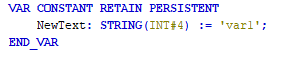 VAR CONSTANT RETAIN PERSISTENT
NewText: STRING(INT#4) := 'var1';
END_VAR